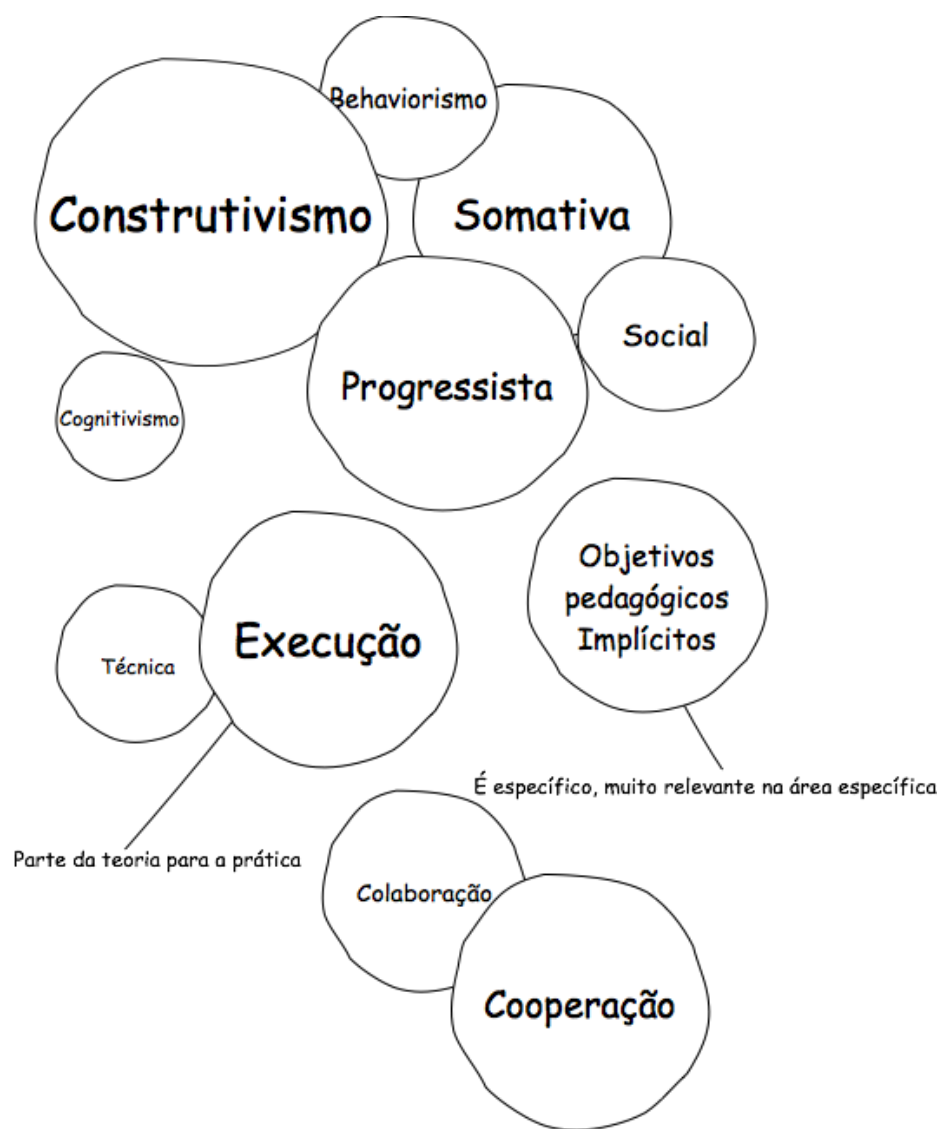 Behaviorismo
Construtivismo
Somativa
Social
Progressista
Cognitivismo
Objetivos
pedagógicos
Implícitos
Execução
Técnica
É específico, muito relevante na área específica
Parte da teoria para a prática
Colaboração
Cooperação